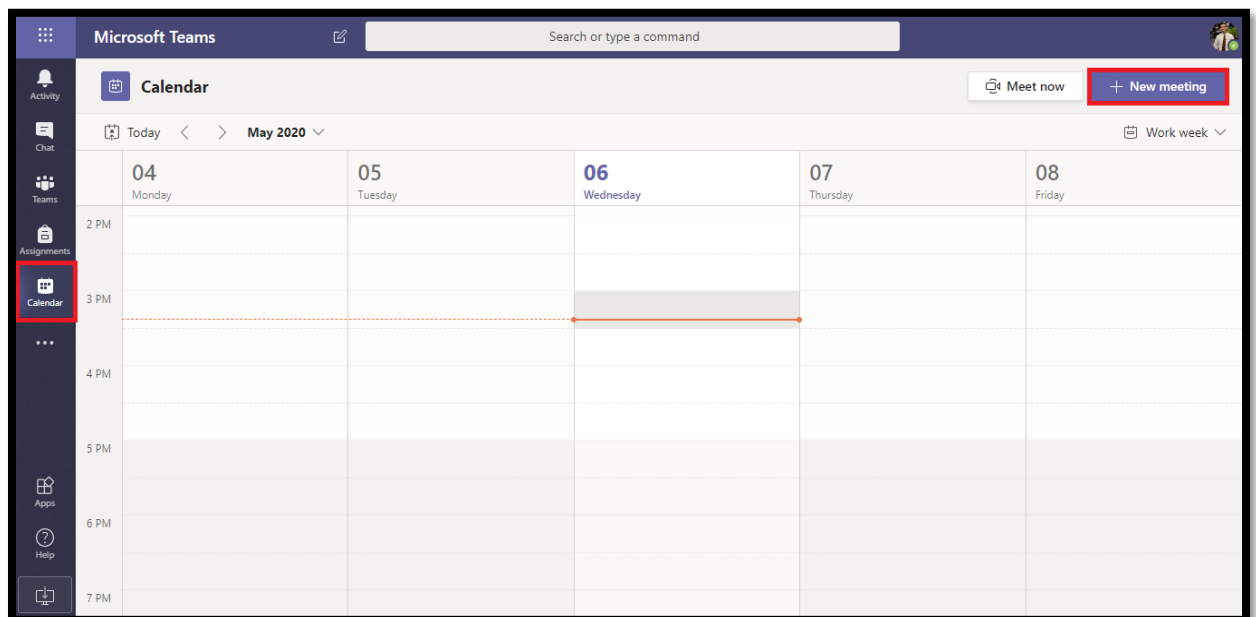 Microsoft Teams
Search or type a command
Activity
Chat
Teams
Assignments
Calendar
Apps
Help
Calendar
Meet now
New meeting
Today
May 2020
Work week
04
Monday
05
Tuesday
06
Wednesday
07
Thursday
08
Friday
2 PM
3 PM
4 PM
5 PM
6 PM
7 PM